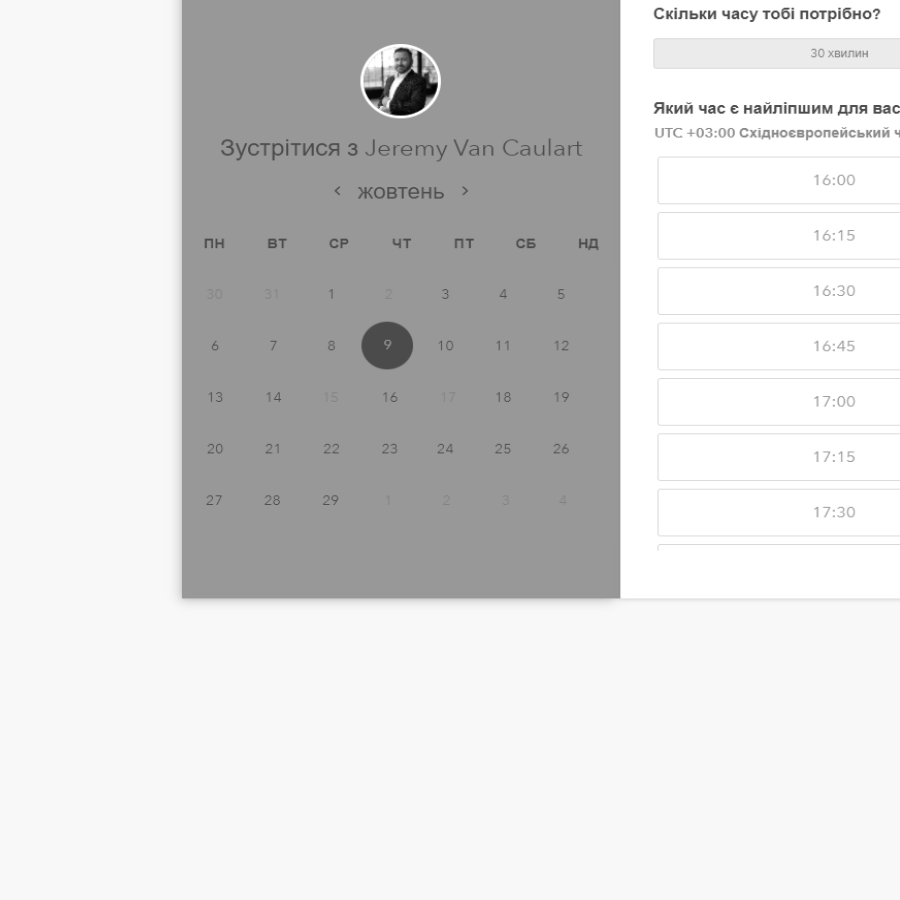 Зустрітися з Jeremy Van Caulart
< жовтень >
ПН ВТ СР ЧТ ПТ СБ НД
30 31 1 2 3 4 5
6 7 8 9 10 11 12
13 14 15 16 17 18 19
20 21 22 23 24 25 26
27 28 29 1 2 3 4
Скільки часу тобі потрібно?
30 хвилин
Який час є найліпшим для вас
UTC +03:00 Східноєвропейський ч
16:00
16:15
16:30
16:45
17:00
17:15
17:30